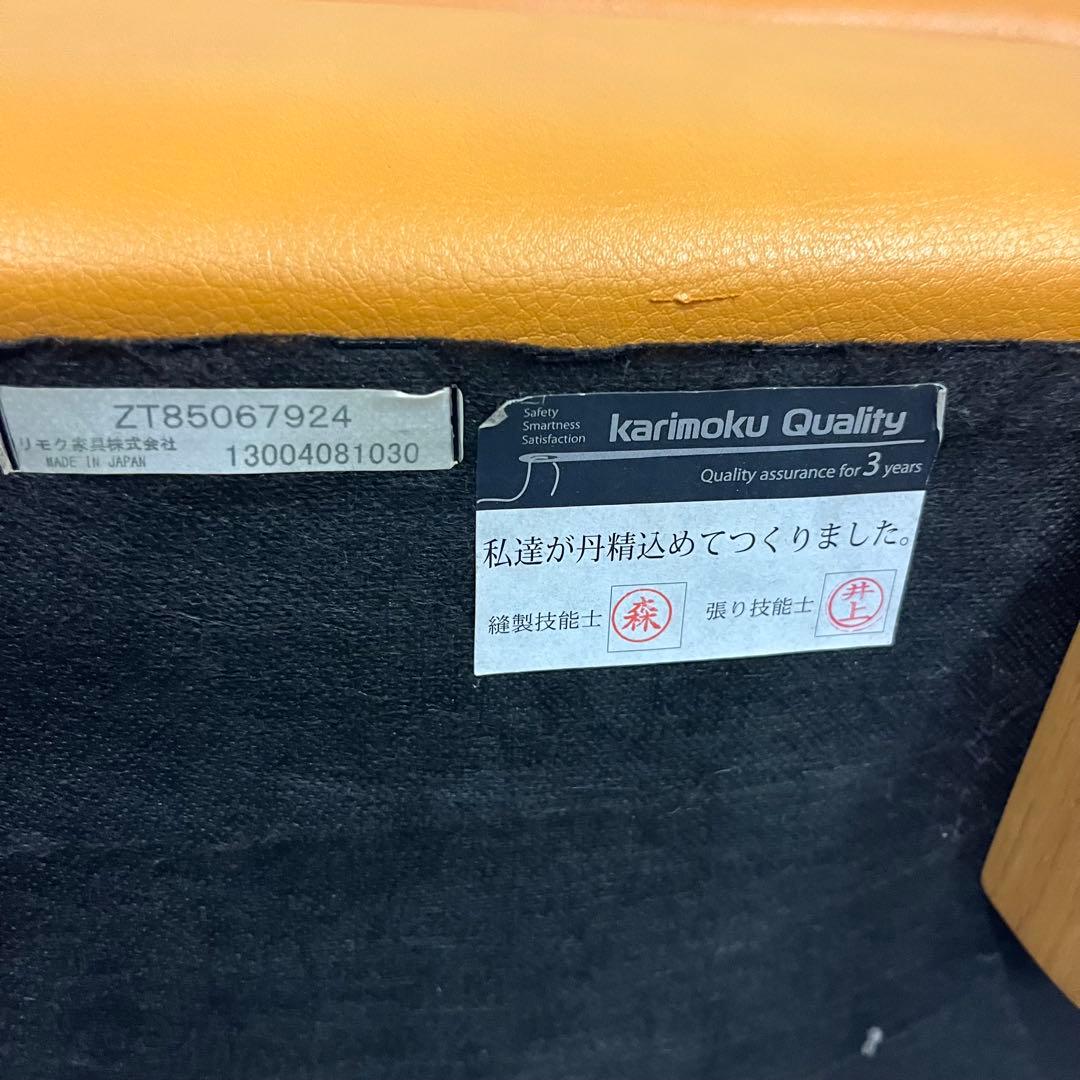 ZT85067924
リモク家具株式会社
MADE IN JAPAN
13004081030
Safety
Smartness
Satisfaction
karimoku Quality
Quality assurance for 3 years
私達が丹精込めてつくりました。
縫製技能士 森 張り技能士 井上